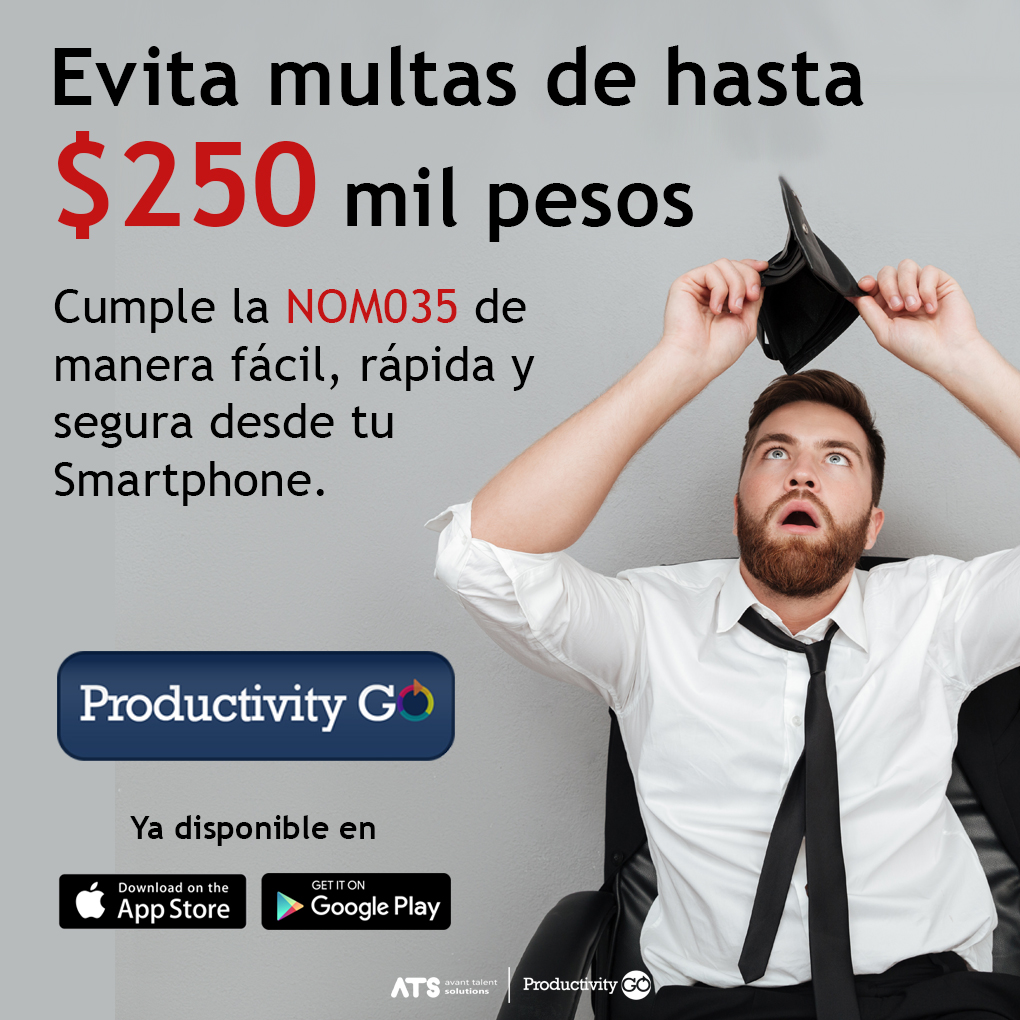 Evita multas de hasta
$250 mil pesos
Cumple la NOM035 de
manera fácil, rápida y
segura desde tu
Smartphone.
Productivity GO
Ya disponible en
Download on the
App Store
GET IT ON
Google Play
ATS avant talent
solutions
Productivity GO